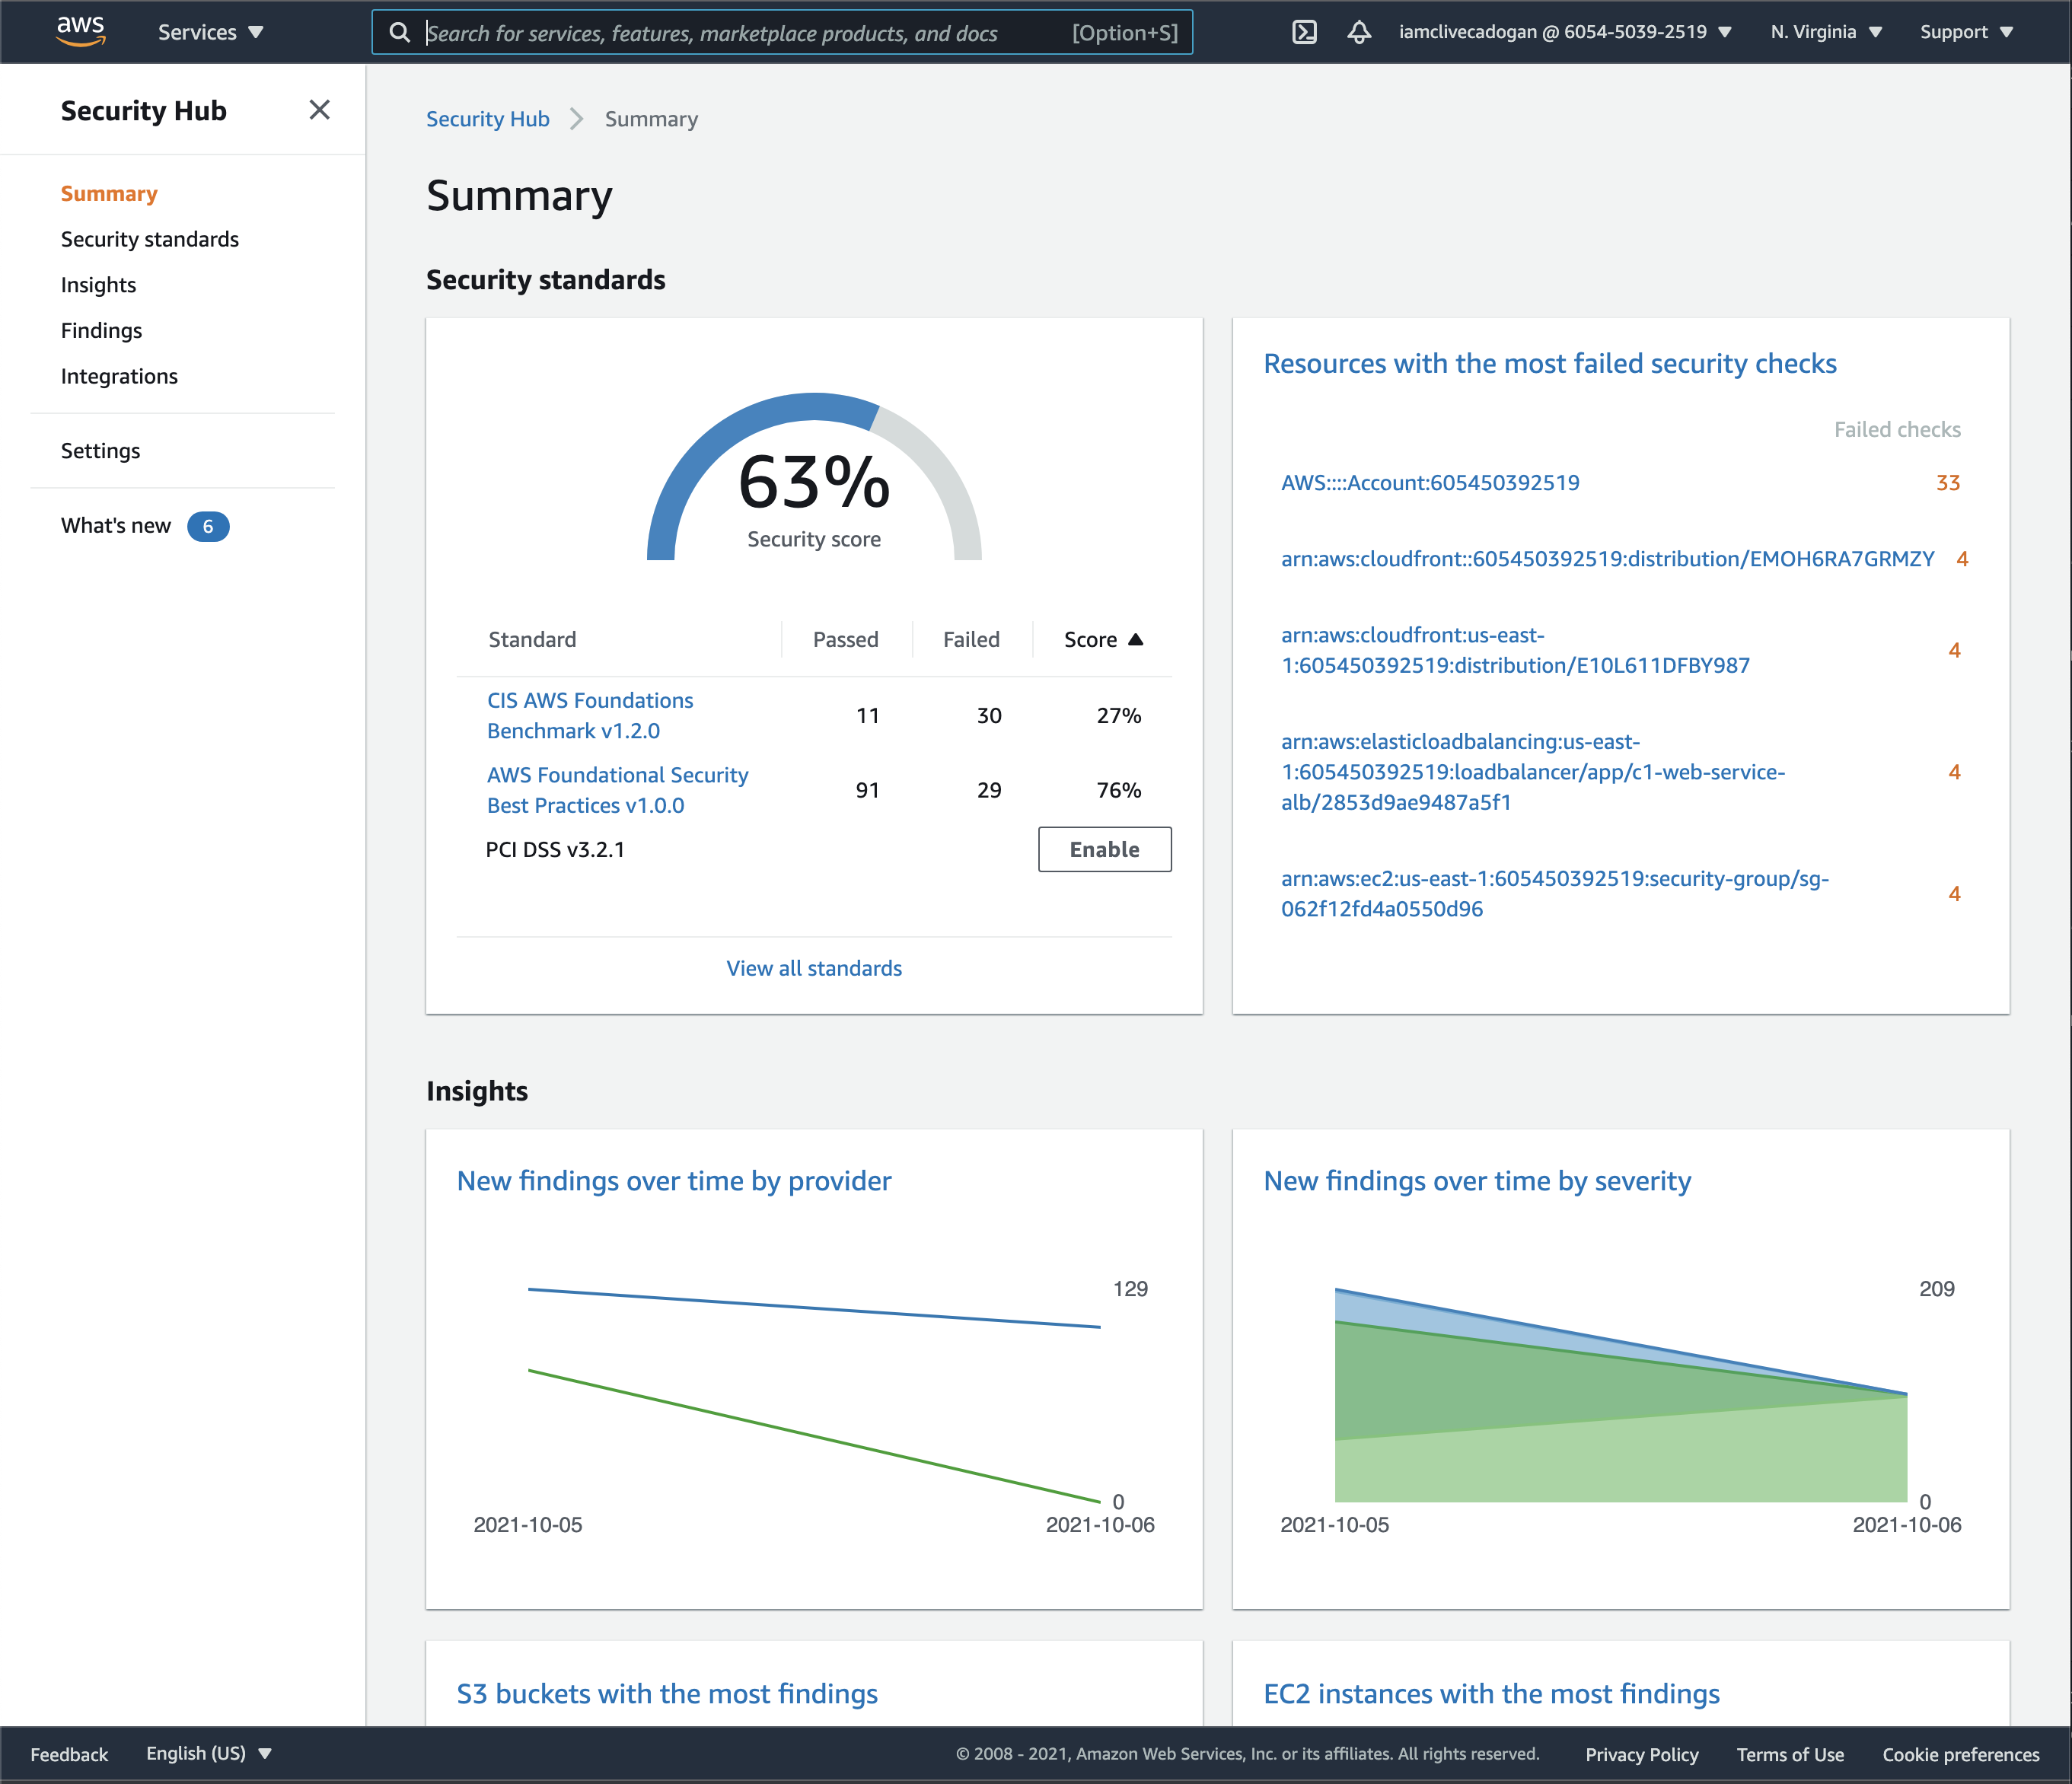 aws
Services
Search for services, features, marketplace products, and docs
[Option+S]
iamclivecadogan @ 6054-5039-2519
N. Virginia
Support
Security Hub
Summary
Security standards
Insights
Findings
Integrations
Settings
What's new 6
Security Hub
Summary
Summary
Security standards
63%
Security score
Standard Passed Failed Score
CIS AWS Foundations
Benchmark v1.2.0
11 30 27%
AWS Foundational Security
Best Practices v1.0.0
91 29 76%
PCI DSS v3.2.1
Enable
View all standards
Resources with the most failed security checks
Failed checks
AWS::::Account:605450392519 33
arn:aws:cloudfront::605450392519:distribution/EMOH6RA7GRMZY 4
arn:aws:cloudfront:us-east-
1:605450392519:distribution/E10L611DFBY987
4
arn:aws:elasticloadbalancing:us-east-
1:605450392519:loadbalancer/app/c1-web-service-
alb/2853d9ae9487a5f1
4
arn:aws:ec2:us-east-1:605450392519:security-group/sg-
062f12fd4a0550d96
4
Insights
New findings over time by provider
129
0
2021-10-05 2021-10-06
New findings over time by severity
209
0
2021-10-05 2021-10-06
S3 buckets with the most findings
EC2 instances with the most findings
Feedback
English (US)
© 2008 - 2021, Amazon Web Services, Inc. or its affiliates. All rights reserved.
Privacy Policy
Terms of Use
Cookie preferences